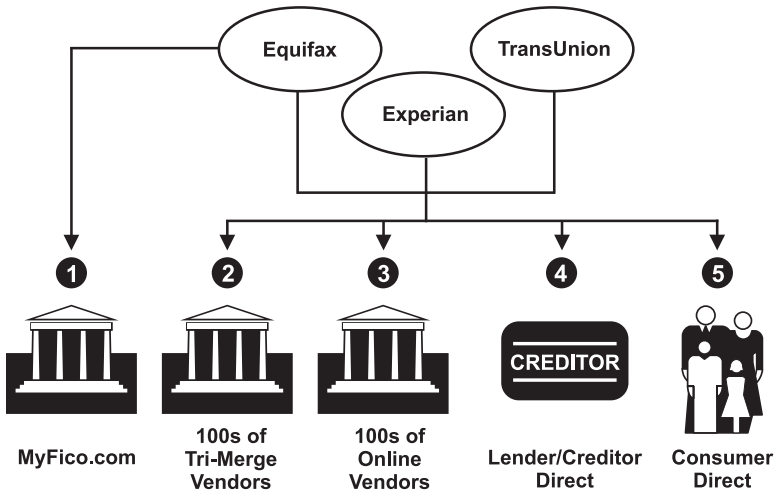 Equifax
TransUnion
Experian
1
2
3
4
5
CREDITOR
MyFico.com
100s of
Tri-Merge
Vendors
100s of
Online
Vendors
Lender/Creditor
Direct
Consumer
Direct